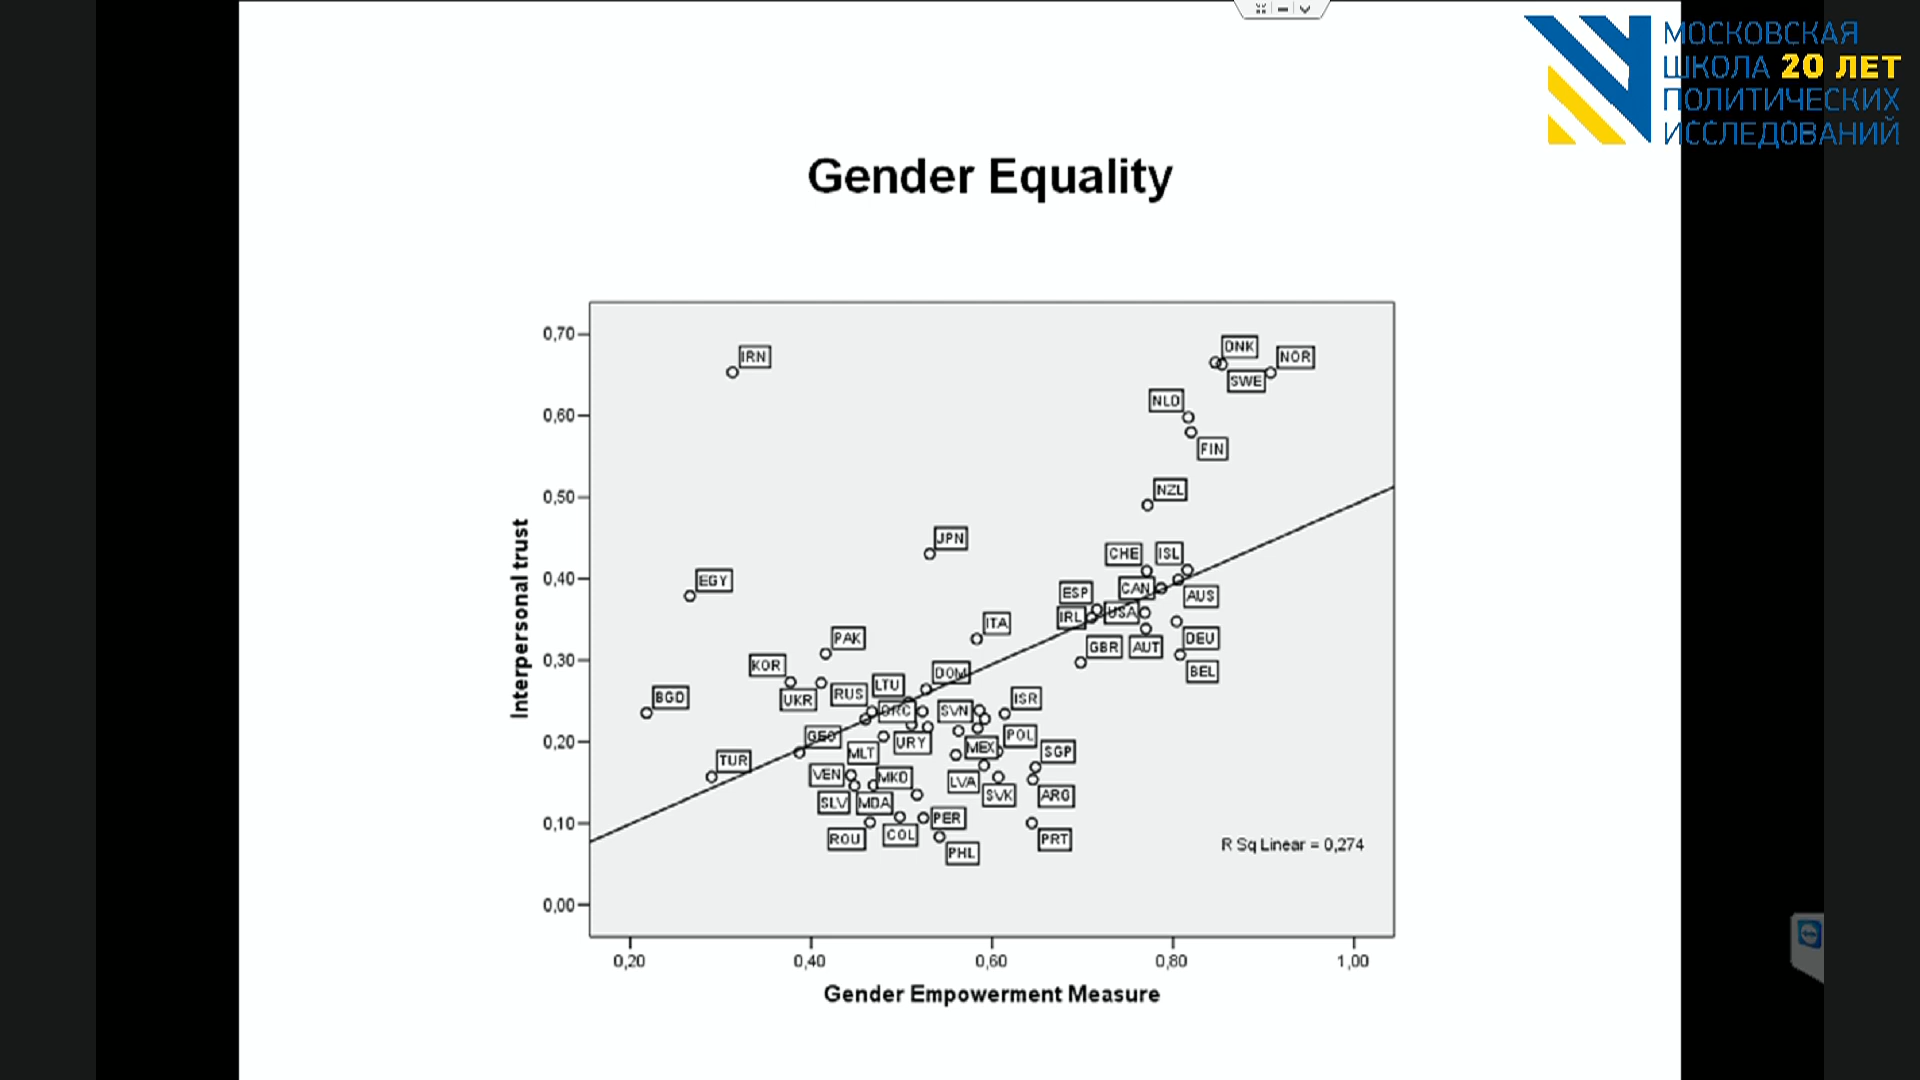 МОСКОВСКАЯ
ШКОЛА 20 ЛЕТ
ПОЛИТИЧЕСКИХ
ИССЛЕДОВАНИЙ
Gender Equality
Interpersonal trust
0,70
0,60
0,50
0,40
0,30
0,20
0,10
0,00
IRN
DNK
NOR
SWE
NLD
FIN
NZL
JPN
CHE
ISL
EGY
ESP
CAN
AUS
IRL
USA
ITA
PAK
GBR
AUT
DEU
KOR
DOM
BEL
LTU
BGD
UKR
RUS
ISR
GRC
SVN
GEO
URY
POL
MLT
MEX
SGP
TUR
VEN
MKD
LVA
SVK
ARG
SLV
MDA
PER
ROU
COL
PRT
PHL
R Sq Linear = 0,274
0,20
0,40
0,60
0,80
1,00
Gender Empowerment Measure